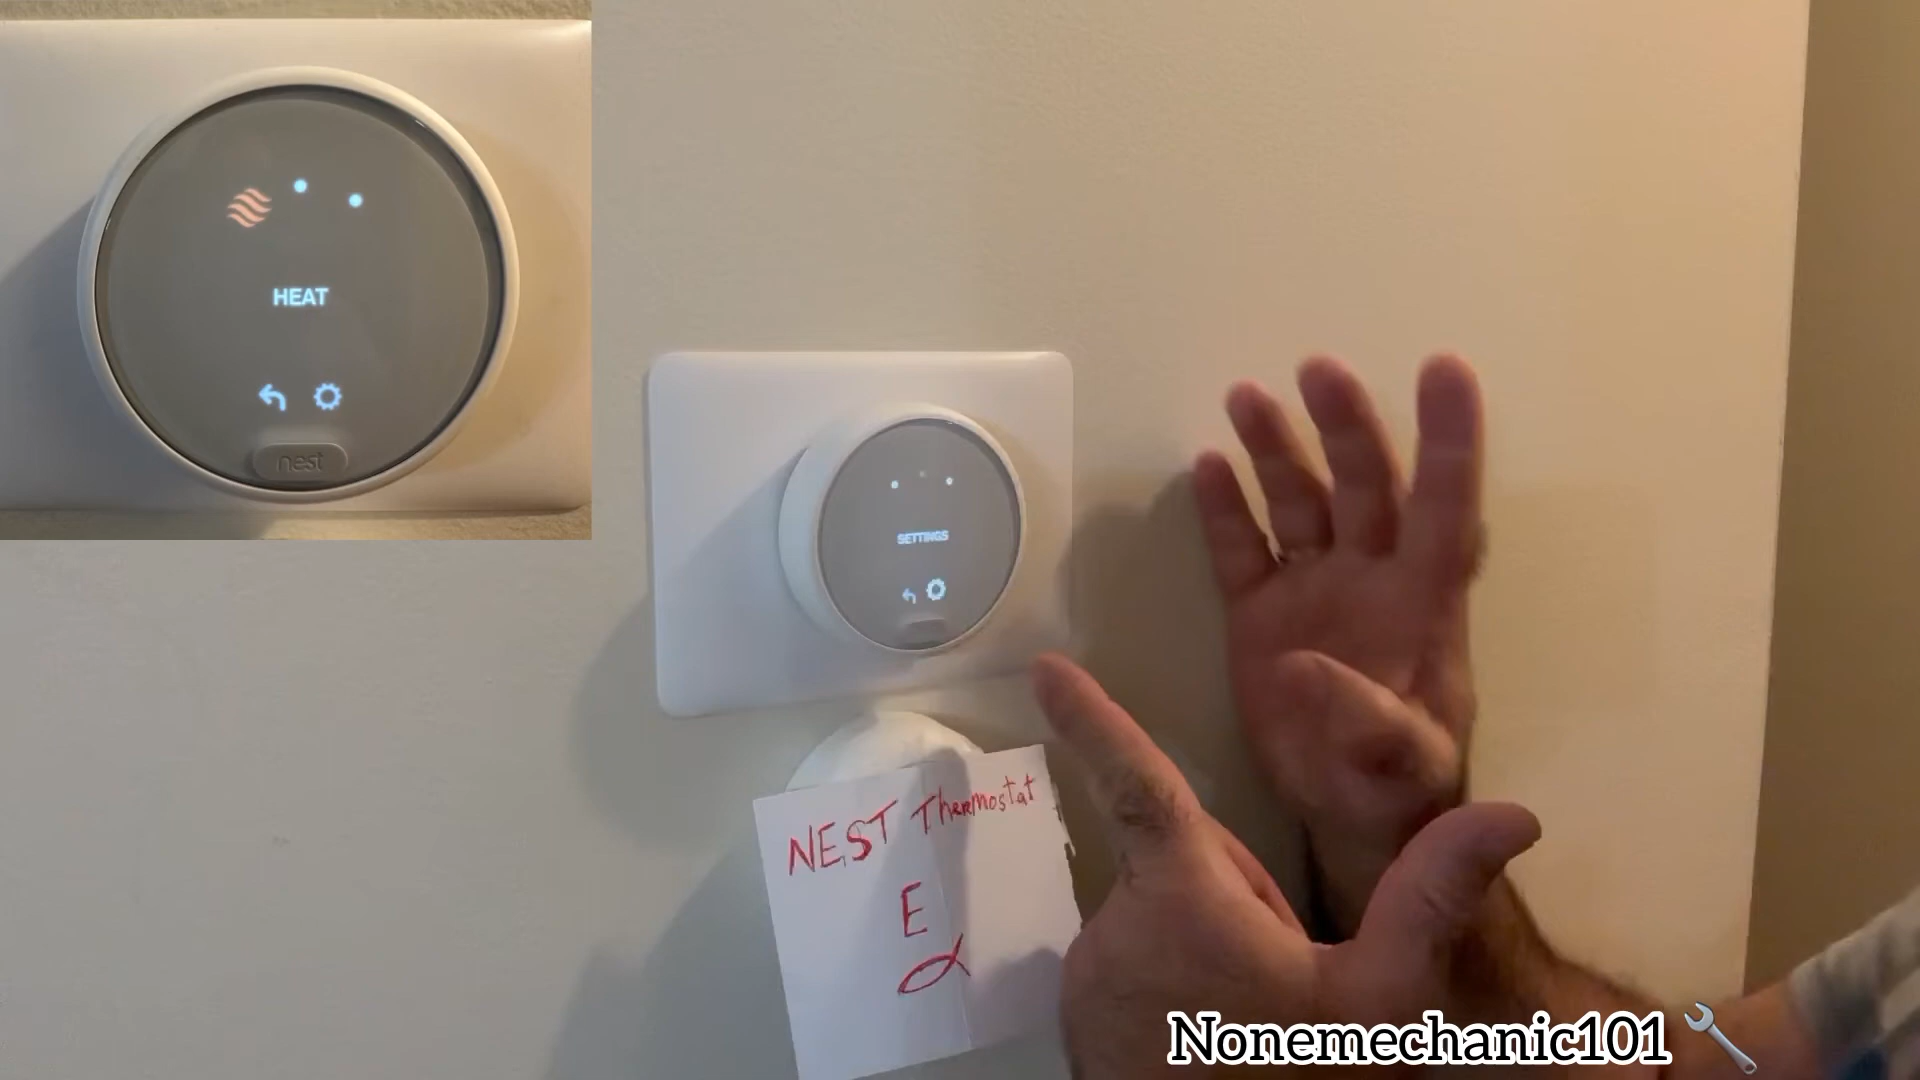 HEAT
nest
SETTINGS
NEST Thermostat
E
Nonemechanic101